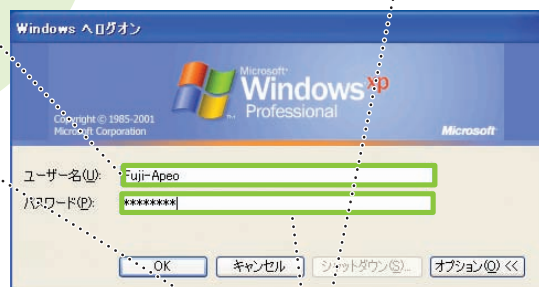 Windows へログオン
Microsoft
Windows xp
Professional
Copyright © 1985-2001
Microsoft Corporation
Microsoft
ユーザー名(U):
Fuji-Apeo
パスワード(P):
********
OK
キャンセル
シャットダウン(S)...
オプション(O) <<